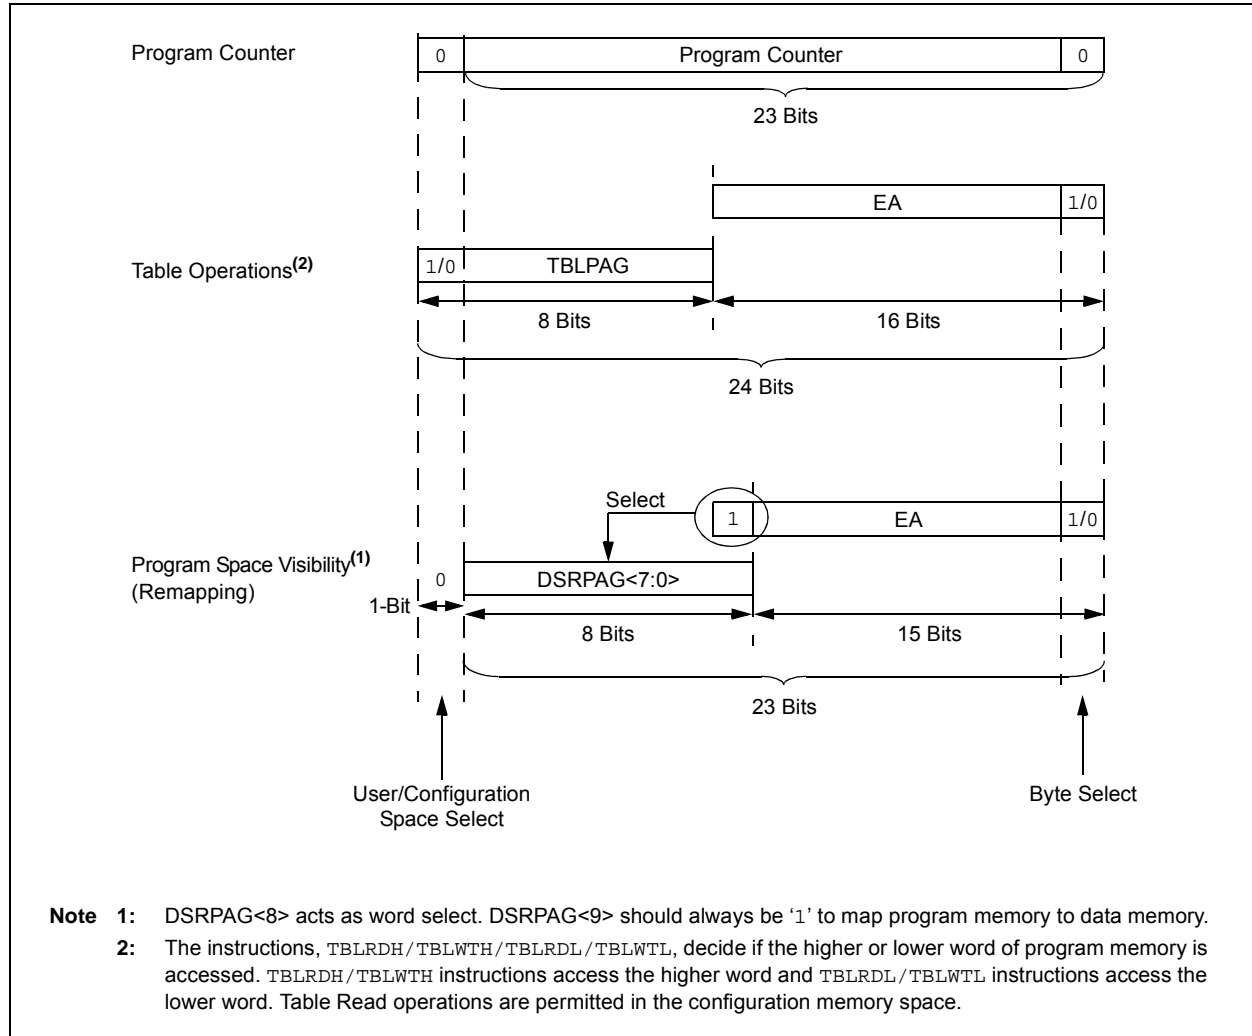 Program Counter
0 Program Counter 0
23 Bits
EA 1/0
Table Operations(2)
1/0 TBLPAG
8 Bits 16 Bits
24 Bits
Select
1 EA 1/0
Program Space Visibility(1)
(Remapping)
0 DSRPAG<7:0>
1-Bit
8 Bits 15 Bits
23 Bits
User/Configuration
Space Select
Byte Select
Note 1: DSRPAG<8> acts as word select. DSRPAG<9> should always be ‘1’ to map program memory to data memory.
2: The instructions, TBLRDH/TBLWTH/TBLRDL/TBLWTL, decide if the higher or lower word of program memory is
accessed. TBLRDH/TBLWTH instructions access the higher word and TBLRDL/TBLWTL instructions access the
lower word. Table Read operations are permitted in the configuration memory space.